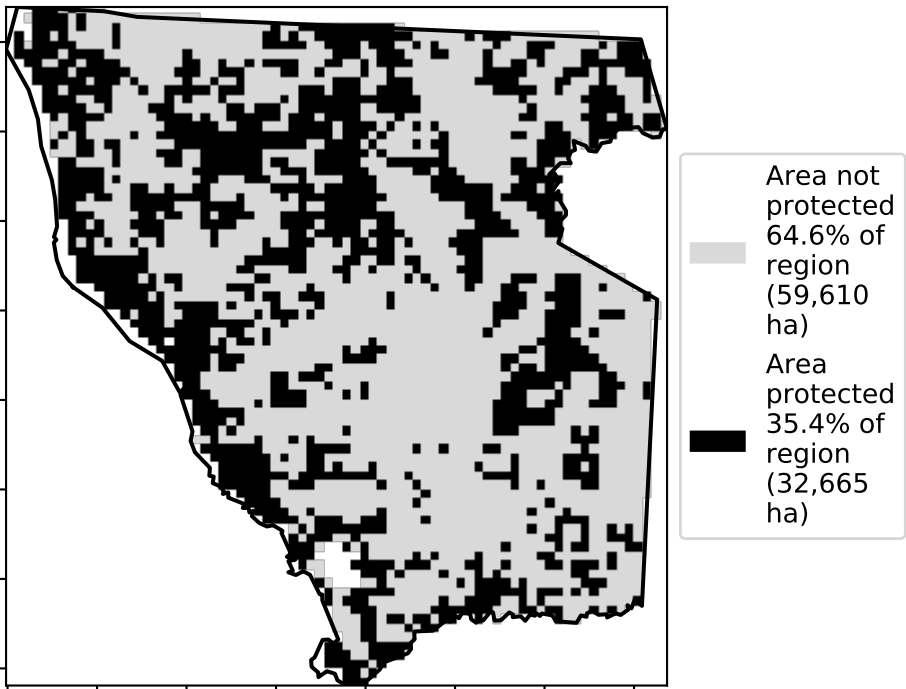 Area not
protected
64.6% of
region
(59,610
ha)
Area
protected
35.4% of
region
(32,665
ha)